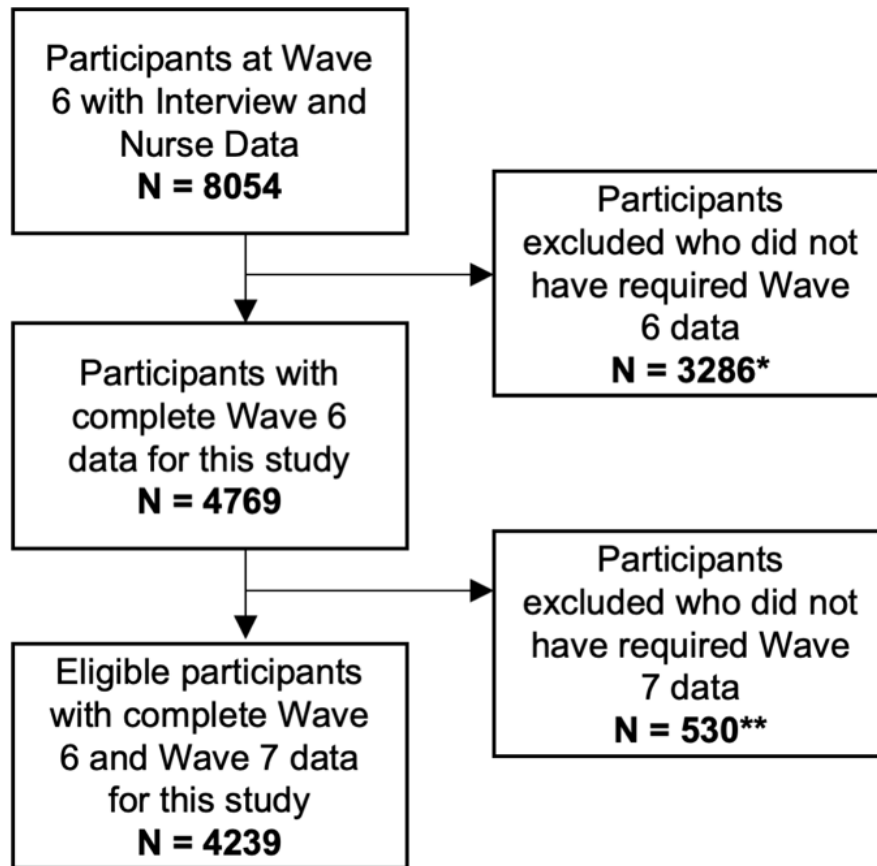 Participants at Wave
6 with Interview and
Nurse Data
N = 8054
Participants
excluded who did not
have required Wave
6 data
N = 3286*
Participants with
complete Wave 6
data for this study
N = 4769
Participants
excluded who did not
have required Wave
7 data
N = 530**
Eligible participants
with complete Wave
6 and Wave 7 data
for this study
N = 4239